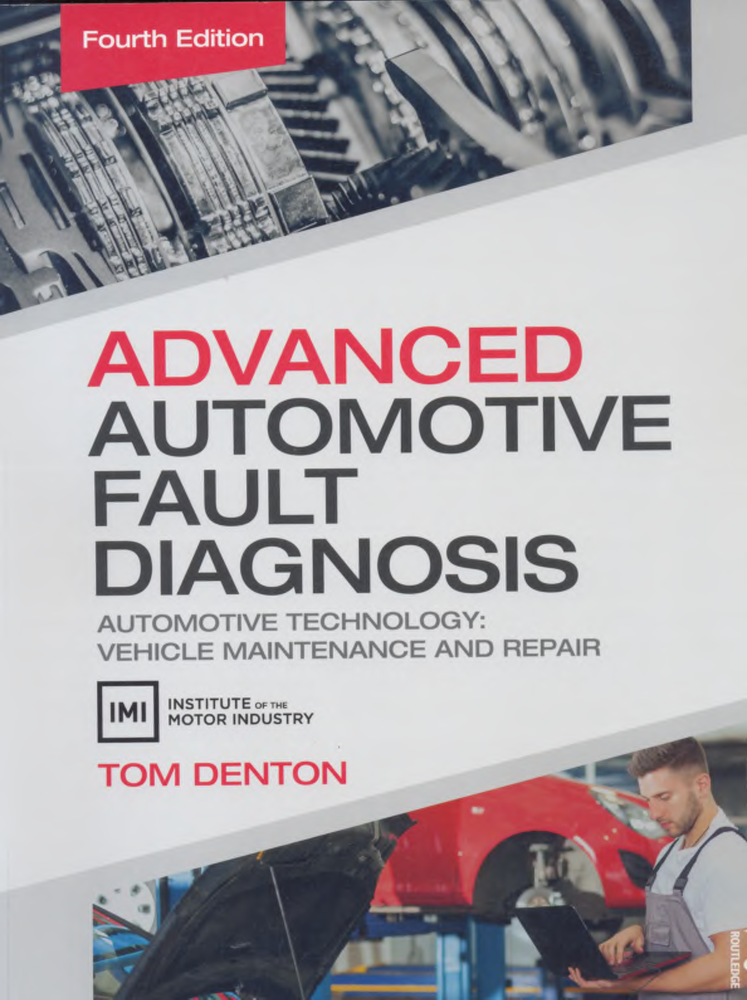 Fourth Edition
ADVANCED
AUTOMOTIVE
FAULT
DIAGNOSIS
AUTOMOTIVE TECHNOLOGY:
VEHICLE MAINTENANCE AND REPAIR
IMI
INSTITUTE OF THE
MOTOR INDUSTRY
TOM DENTON
ROUTLEDGE